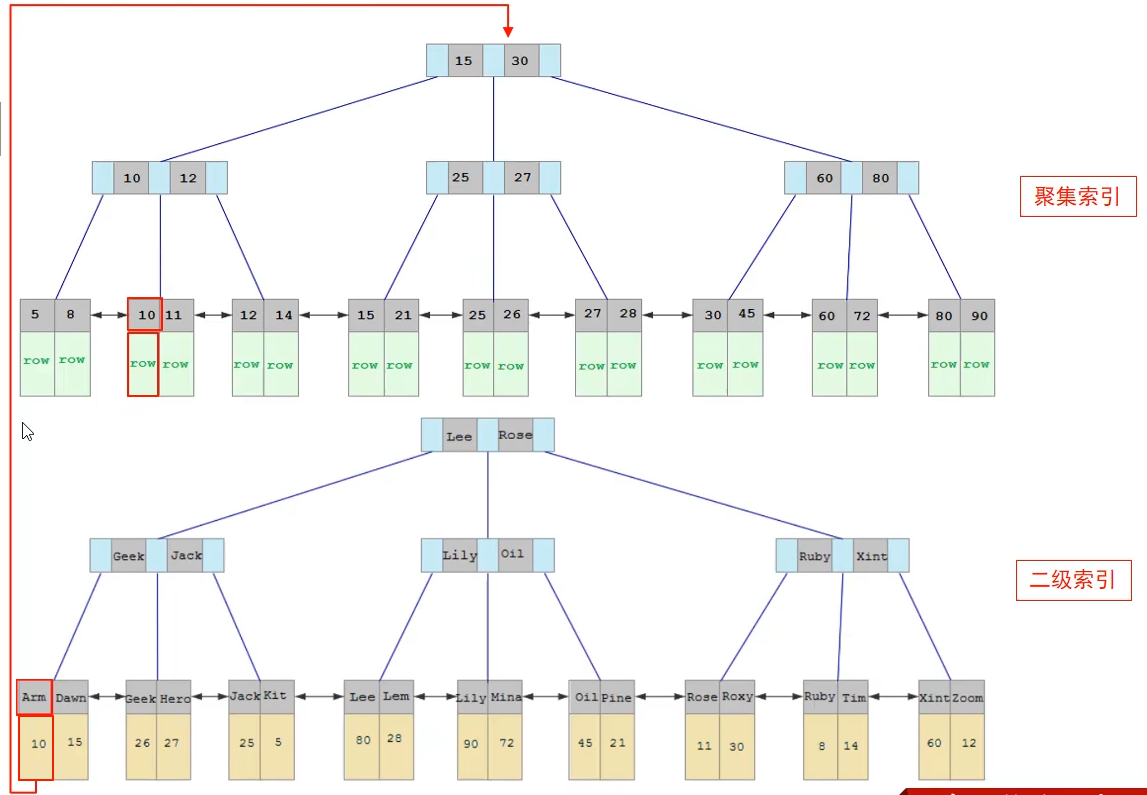 15 30
10 12 25 27 60 80
聚集索引
5 8 10 11 12 14 15 21 25 26 27 28 30 45 60 72 80 90
row row row row row row row row row row row row row row row row row row
Lee Rose
Geek Jack Lily Oil Ruby Xint
二级索引
Arm Dawn Geek Hero Jack Kit Lee Lem Lily Mina Oil Pine Rose Roxy Ruby Tim Xint Zoom
10 15 26 27 25 5 80 28 90 72 45 21 11 30 8 14 60 12